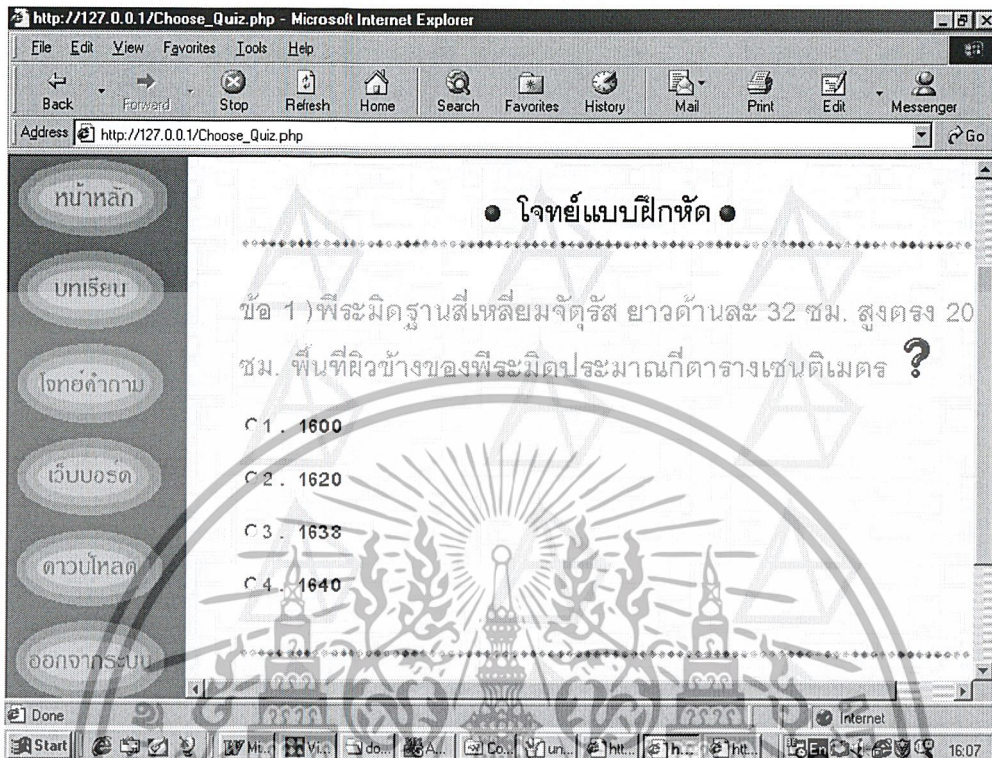 http://127.0.0.1/Choose_Quiz.php - Microsoft Internet Explorer
File Edit View Favorites Tools Help
Back Forward Stop Refresh Home Search Favorites History Mail Print Edit Messenger
Address http://127.0.0.1/Choose_Quiz.php Go
หน้าหลัก
บทเรียน
โจทย์คำถาม
เว็บบอร์ด
ดาวน์โหลด
ออกจากระบบ
โจทย์แบบฝึกหัด
ข้อ 1 )พีระมิดฐานสี่เหลี่ยมจัตุรัส ยาวด้านละ 32 ซม. สูงตรง 20
ซม. พื้นที่ผิวข้างของพีระมิดประมาณกี่ตารางเซนติเมตร ?
1. 1600
2. 1620
3. 1638
4. 1640
Done Internet
Start Mi... Vi... do... A... Co... un... htt... h... htt... En 16:07